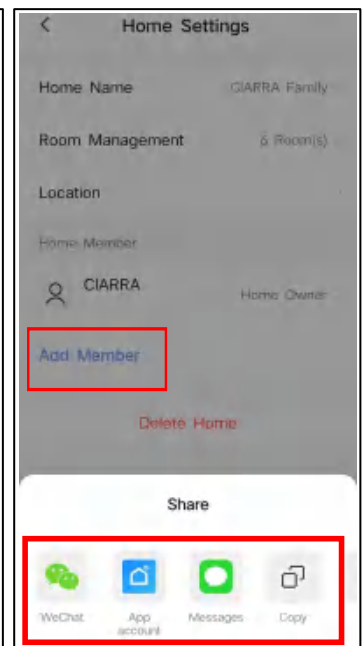 Home Settings
Home Name CIARRA Family
Room Management 6 Room(s)
Location
Home Member
CIARRA
Home Owner
Add Member
Delete Home
Share
WeChat App account Messages Copy